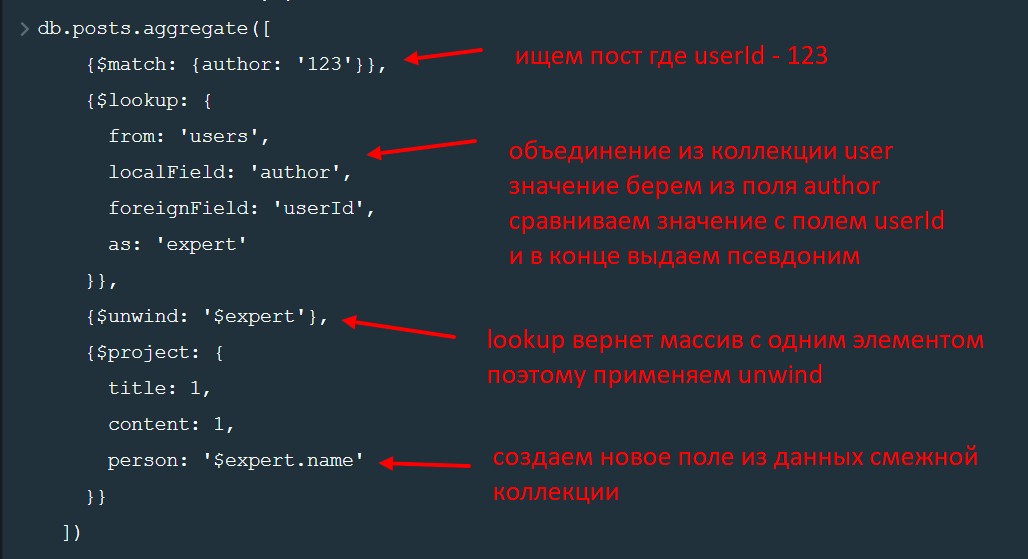 > db.posts.aggregate([
{$match: {author: '123'}},
ищем пост где userId - 123
{$lookup: {
from: 'users',
localField: 'author',
foreignField: 'userId',
as: 'expert'
}},
объединение из коллекции user
значение берем из поля author
сравниваем значение с полем userId
и в конце выдаем псевдоним
{$unwind: '$expert'},
lookup вернет массив с одним элементом
поэтому применяем unwind
{$project: {
title: 1,
content: 1,
person: '$expert.name'
создаем новое поле из данных смежной
коллекции
}}
])